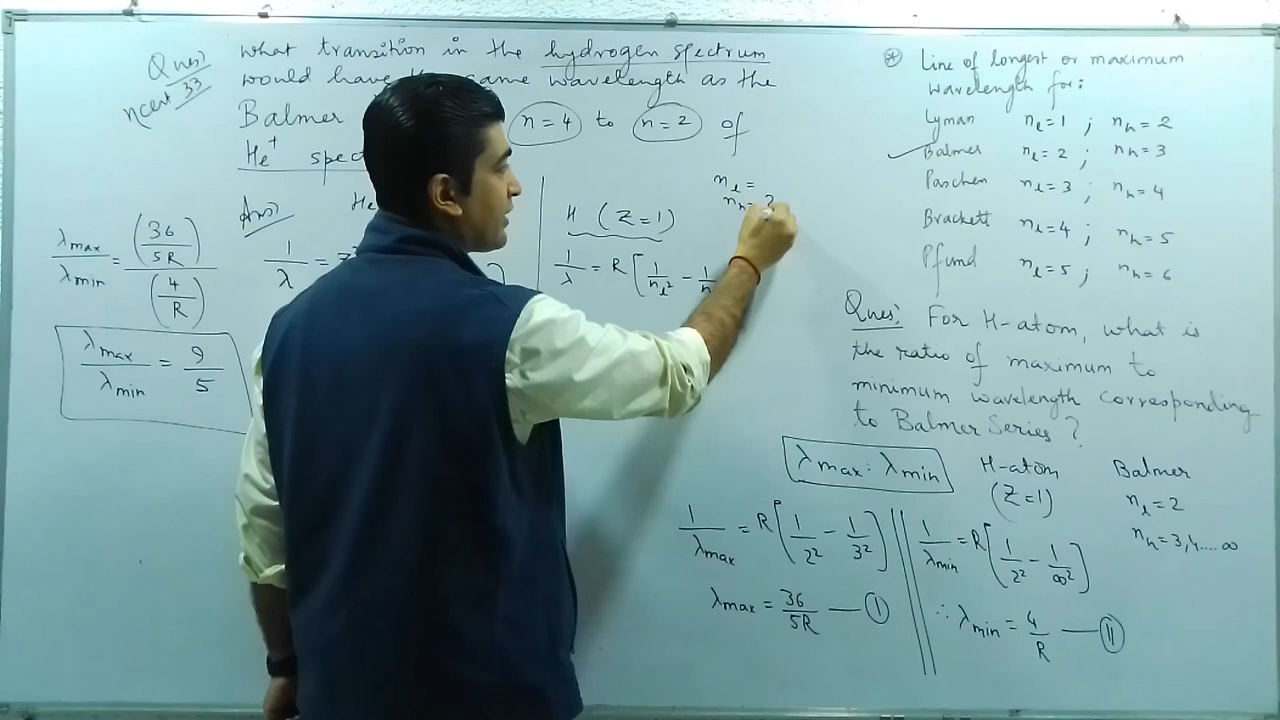 Ques)
ncert 33
what transition in the hydrogen spectrum
would have same wavelength as the
Balmer n=4 to n=2 of
He⁺ spec
Ans)
He
λmax/λmin = (36/5R)/(4/R)
λmax/λmin = 9/5
1/λ = Z²
H (Z=1)
1/λ = R[1/nl² - 1/n
nl =
nh= ?
* Line of longest or maximum
wavelength for:
Lyman nl=1 ; nh=2
✓ Balmer nl=2 ; nh=3
Paschen nl=3 ; nh=4
Brackett nl=4 ; nh=5
Pfund nl=5 ; nh=6
Ques: For H-atom, what is
the ratio of maximum to
minimum wavelength corresponding
to Balmer Series ?
λmax : λmin
H-atom
(Z=1)
Balmer
nl=2
nh=3,4....∞
1/λmax = R[1/2² - 1/3²]
λmax = 36/5R — (I)
1/λmin = R[1/2² - 1/∞²]
∴ λmin = 4/R — (II)